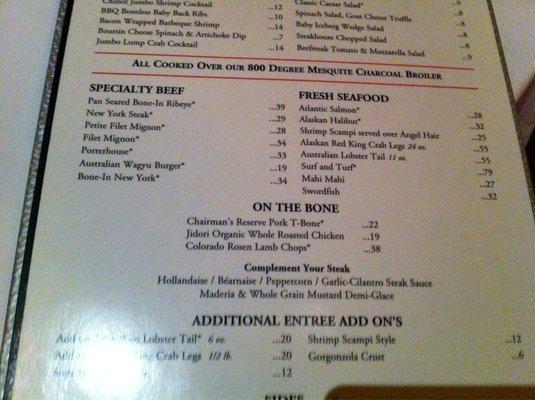 Chilled Jumbo Shrimp Cocktail ...12
BBQ Boneless Baby Back Ribs ...10
Bacon Wrapped Barbeque Shrimp ...14
Boursin Cheese Spinach & Artichoke Dip ...7
Jumbo Lump Crab Cocktail ...14
Classic Caesar Salad* ...9
Spinach Salad, Goat Cheese Truffle ...8
Baby Iceberg Wedge Salad ...8
Steakhouse Chopped Salad ...8
Beefsteak Tomato & Mozzarella Salad ...9
ALL COOKED OVER OUR 800 DEGREE MESQUITE CHARCOAL BROILER
SPECIALTY BEEF
Pan Seared Bone-In Ribeye* ...39
New York Steak* ...29
Petite Filet Mignon* ...28
Filet Mignon* ...34
Porterhouse* ...33
Australian Wagyu Burger* ...19
Bone-In New York* ...34
FRESH SEAFOOD
Atlantic Salmon* ...28
Alaskan Halibut* ...32
Shrimp Scampi served over Angel Hair ...25
Alaskan Red King Crab Legs 24 oz. ...55
Australian Lobster Tail 11 oz. ...55
Surf and Turf* ...79
Mahi Mahi ...27
Swordfish ...32
ON THE BONE
Chairman's Reserve Pork T-Bone* ...22
Jidori Organic Whole Roasted Chicken ...19
Colorado Rosen Lamb Chops* ...38
Complement Your Steak
Hollandaise / Béarnaise / Peppercorn / Garlic-Cilantro Steak Sauce
Maderia & Whole Grain Mustard Demi-Glace
ADDITIONAL ENTREE ADD ON'S
Add Lobster Tail* 6 oz. ...20
Add King Crab Legs 1/2 lb. ...20
...12
Shrimp Scampi Style ...12
Gorgonzola Crust ...6
SIDES